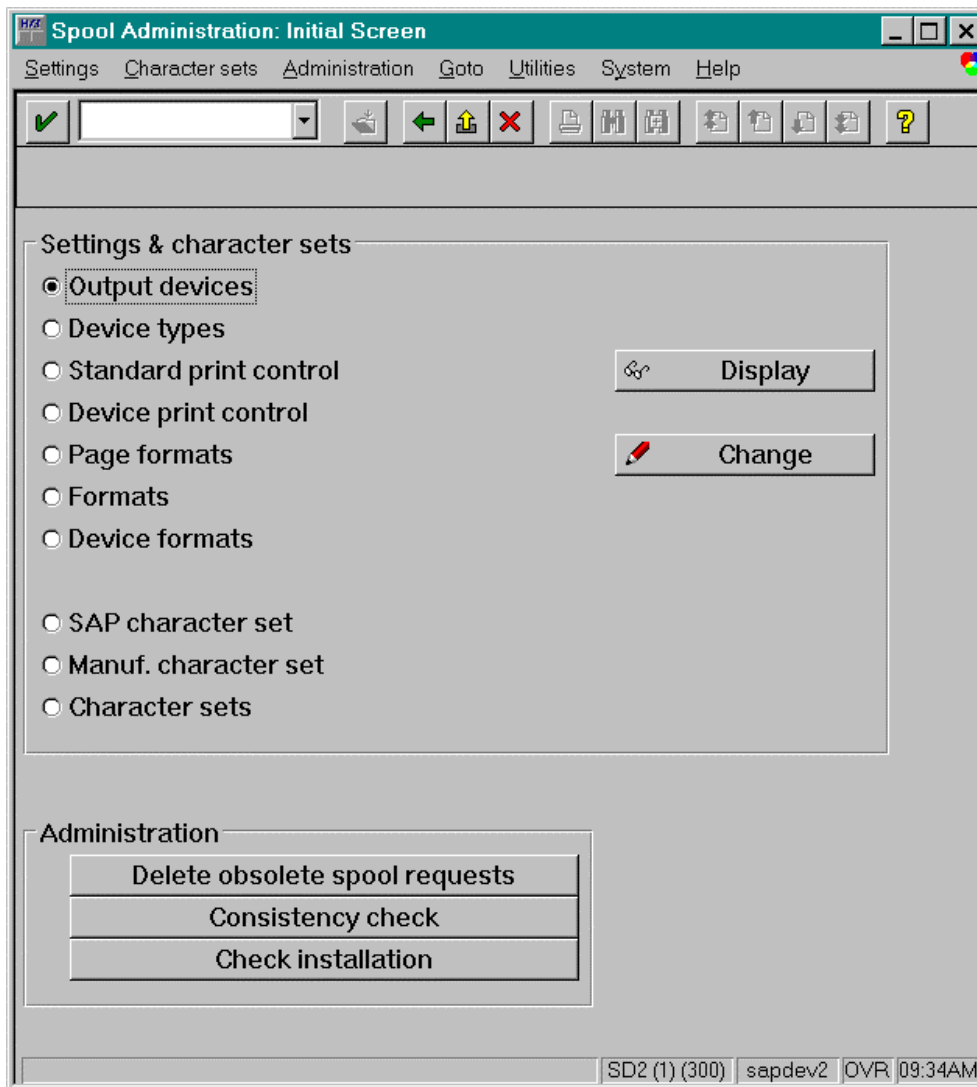 Spool Administration: Initial Screen
Settings Character sets Administration Goto Utilities System Help
Settings & character sets
Output devices
Device types
Standard print control
Display
Device print control
Page formats
Change
Formats
Device formats
SAP character set
Manuf. character set
Character sets
Administration
Delete obsolete spool requests
Consistency check
Check installation
SD2 (1) (300) sapdev2 OVR 09:34AM